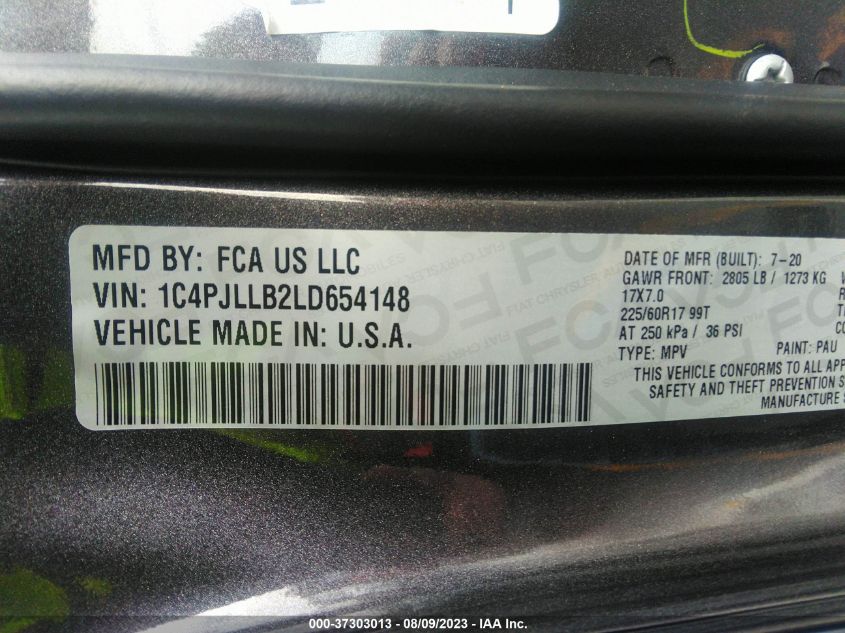 MFD BY: FCA US LLC
VIN: 1C4PJLLB2LD654148
VEHICLE MADE IN: U.S.A.
DATE OF MFR (BUILT): 7-20
GAWR FRONT: 2805 LB / 1273 KG
17X7.0
225/60R17 99T
AT 250 kPa / 36 PSI
TYPE: MPV PAINT: PAU
THIS VEHICLE CONFORMS TO ALL APP
SAFETY AND THEFT PREVENTION S
MANUFACTURE
000-37303013 - 08/09/2023 - IAA Inc.